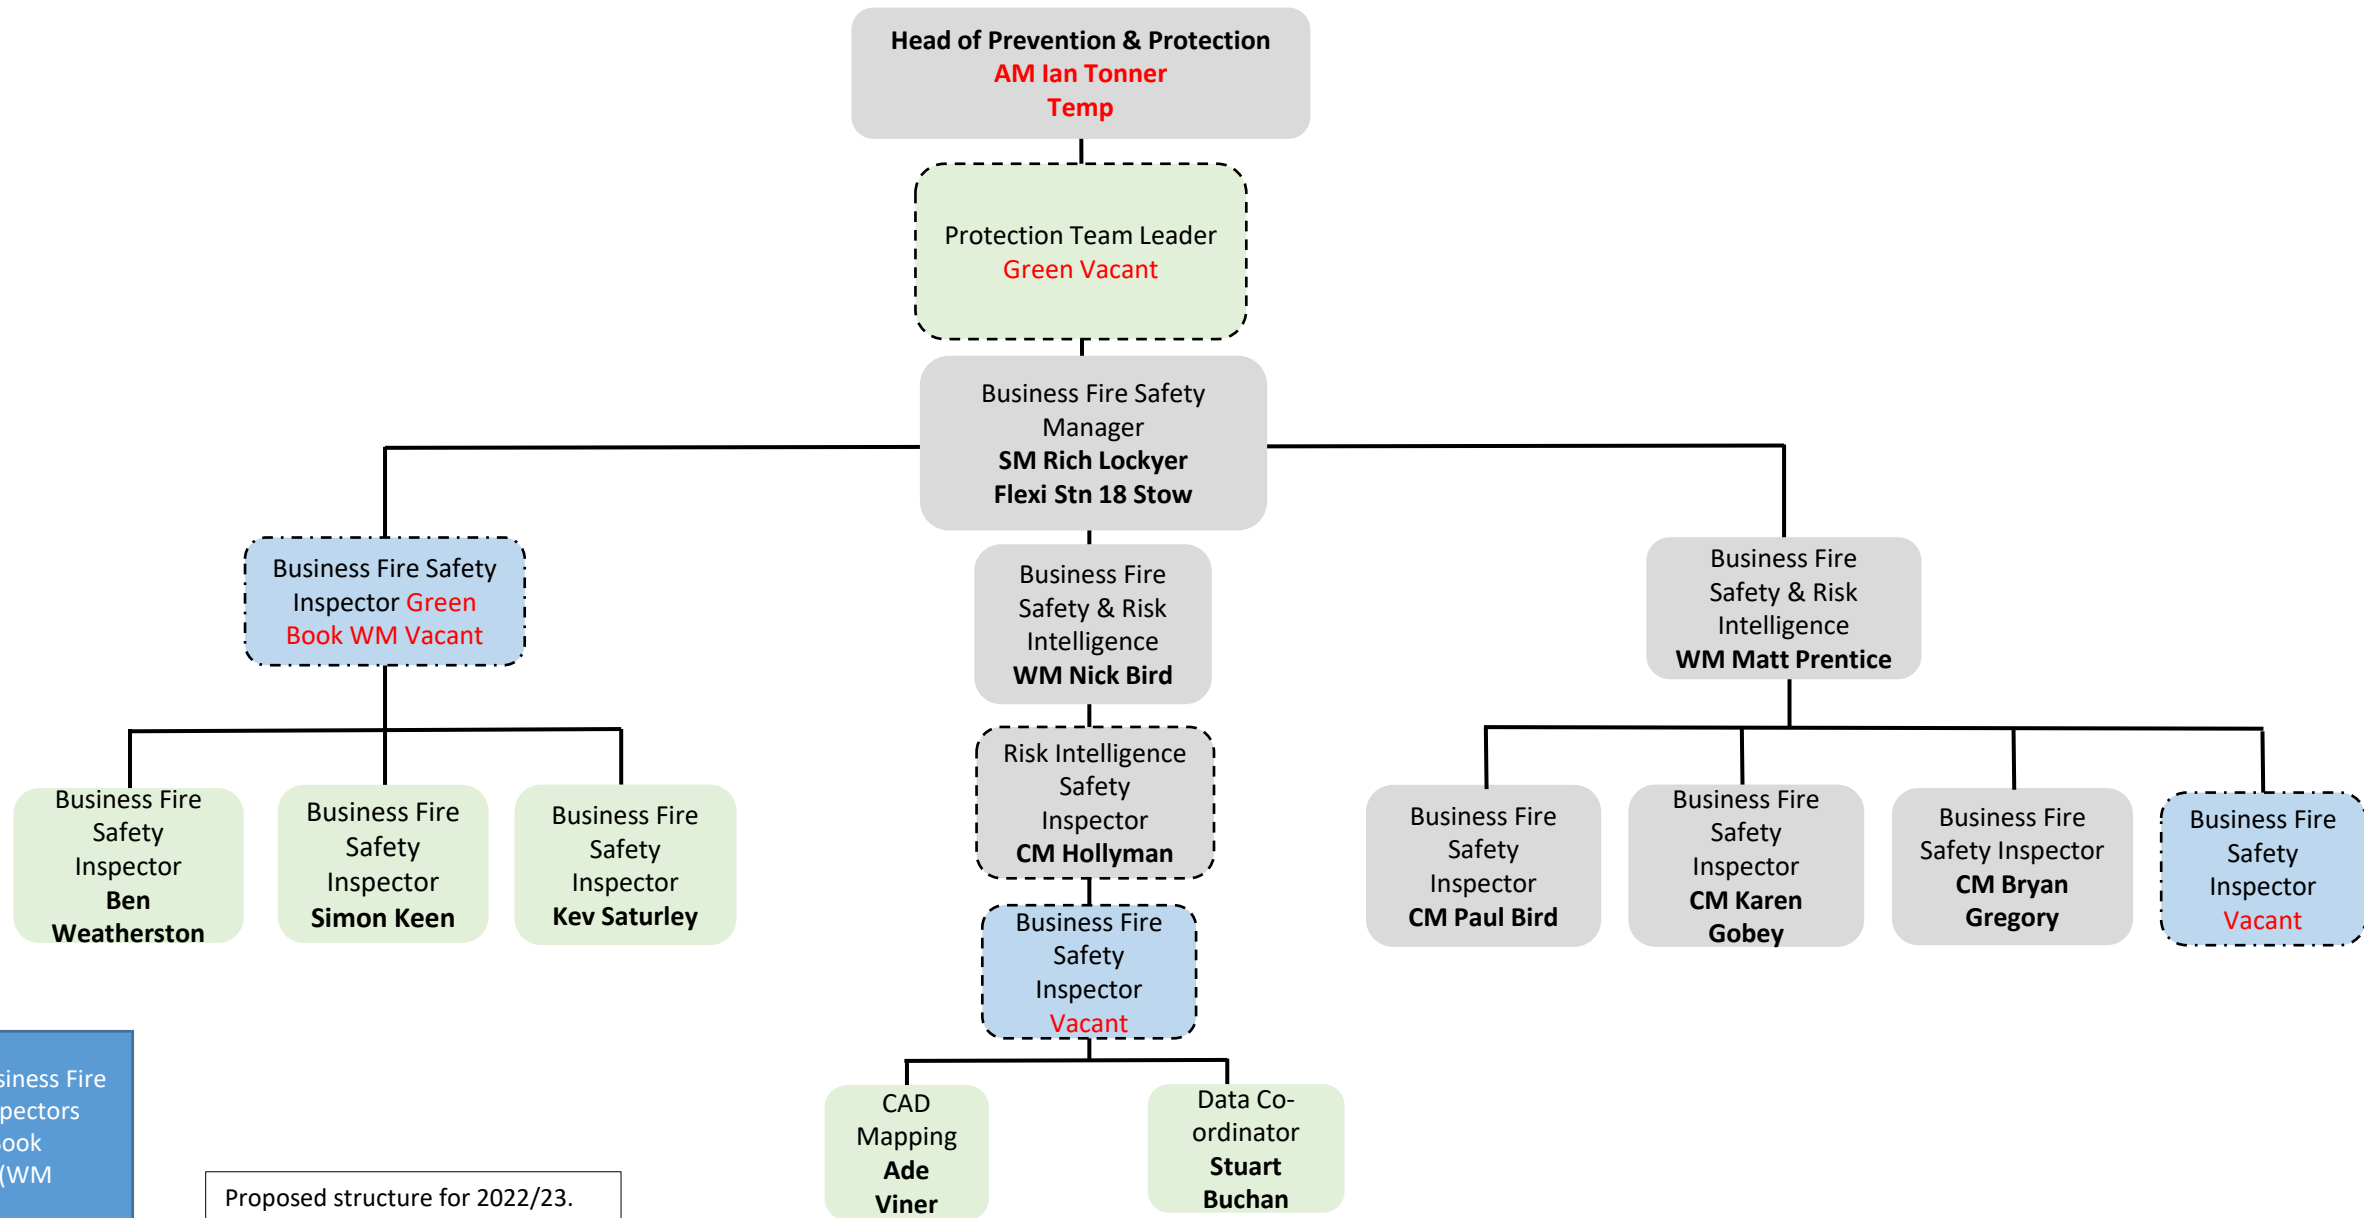 Head of Prevention & Protection
AM Ian Tonner
Temp
Protection Team Leader
Green Vacant
Business Fire Safety
Manager
SM Rich Lockyer
Flexi Stn 18 Stow
Business Fire Safety
Inspector Green
Book WM Vacant
Business Fire
Safety & Risk
Intelligence
WM Nick Bird
Business Fire
Safety & Risk
Intelligence
WM Matt Prentice
Business Fire
Safety
Inspector
Ben
Weatherston
Business Fire
Safety
Inspector
Simon Keen
Business Fire
Safety
Inspector
Kev Saturley
Risk Intelligence
Safety
Inspector
CM Hollyman
Business Fire
Safety
Inspector
CM Paul Bird
Business Fire
Safety
Inspector
CM Karen
Gobey
Business Fire
Safety Inspector
CM Bryan
Gregory
Business Fire
Safety
Inspector
Vacant
Business Fire
Safety
Inspector
Vacant
CAD
Mapping
Ade
Viner
Data Co-
ordinator
Stuart
Buchan
siness Fire
pectors
Book
(WM
Proposed structure for 2022/23.